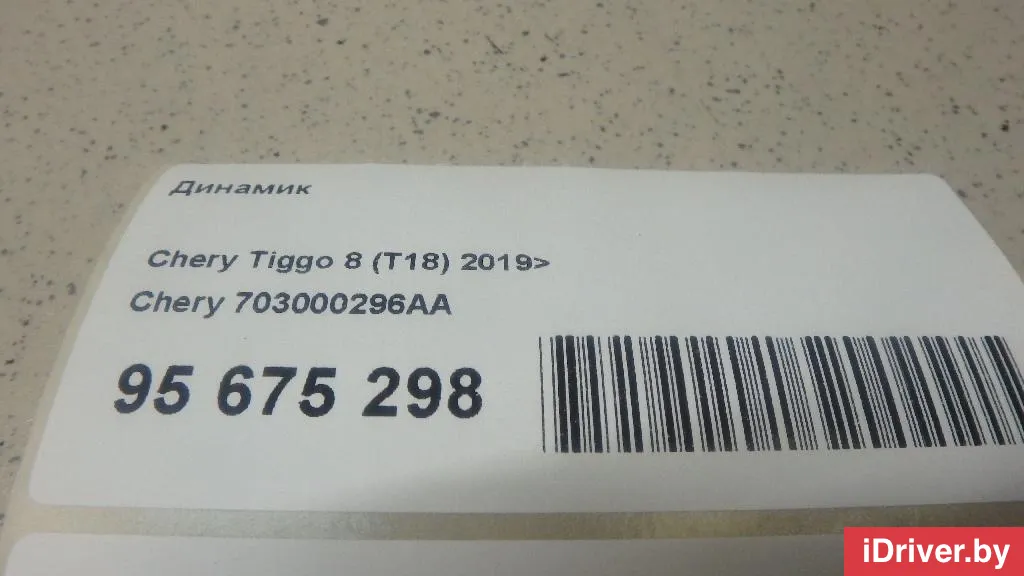 Динамик
Chery Tiggo 8 (T18) 2019>
Chery 703000296AA
95 675 298
iDriver.by